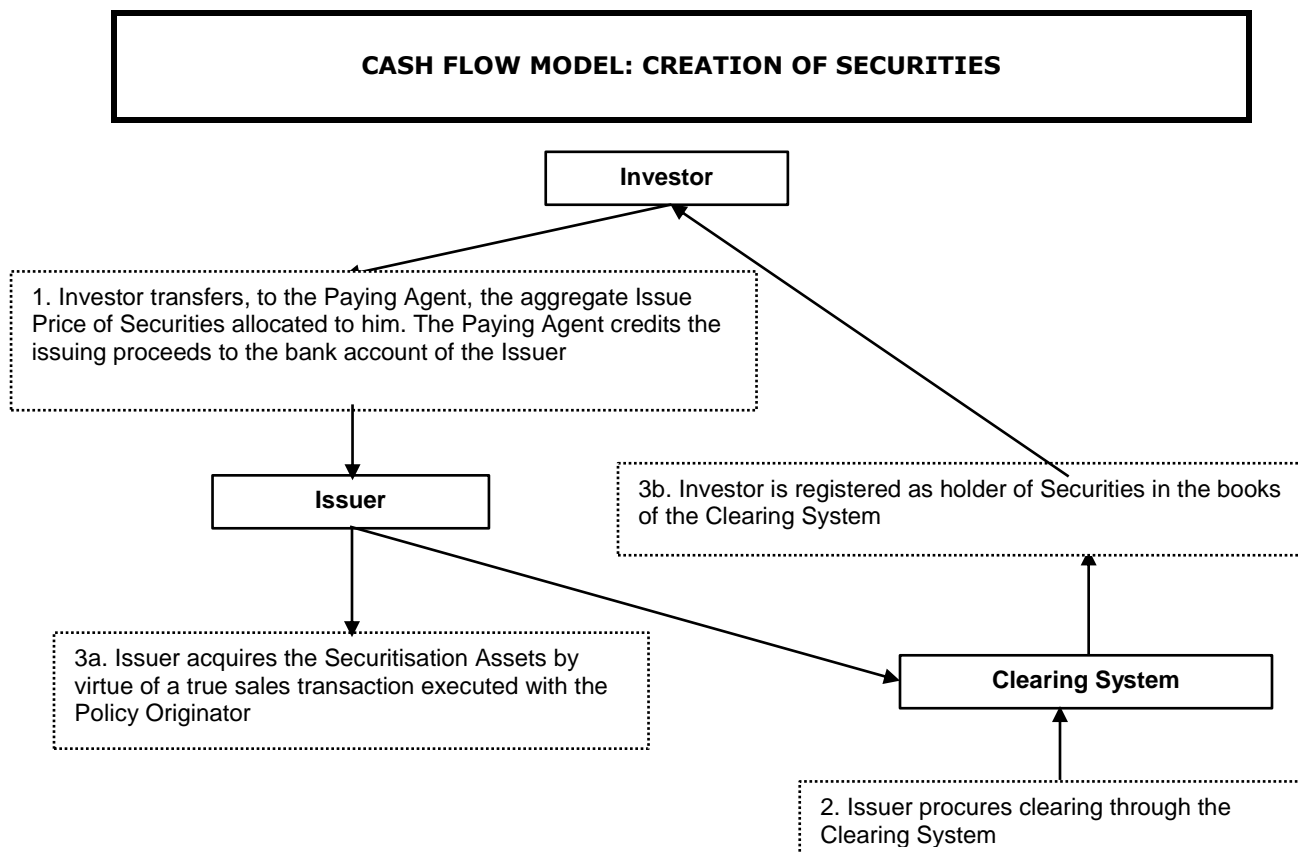 CASH FLOW MODEL: CREATION OF SECURITIES
Investor
1. Investor transfers, to the Paying Agent, the aggregate Issue
Price of Securities allocated to him. The Paying Agent credits the
issuing proceeds to the bank account of the Issuer
Issuer
3b. Investor is registered as holder of Securities in the books
of the Clearing System
3a. Issuer acquires the Securitisation Assets by
virtue of a true sales transaction executed with the
Policy Originator
Clearing System
2. Issuer procures clearing through the
Clearing System